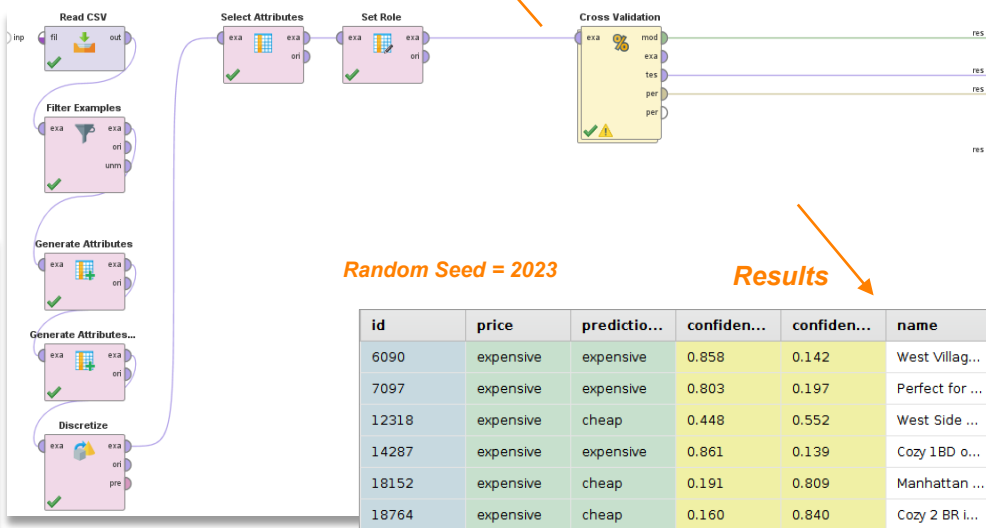 Read CSV
inp
fil
out
Filter Examples
exa
exa
ori
unm
Generate Attributes
exa
exa
ori
Generate Attributes...
exa
exa
ori
Discretize
exa
exa
ori
pre
Select Attributes
exa
exa
ori
Set Role
exa
exa
ori
Cross Validation
exa
%
mod
exa
tes
per
per
res
res
res
res
Random Seed = 2023
Results
id price predictio... confiden... confiden... name
6090 expensive expensive 0.858 0.142 West Villag...
7097 expensive expensive 0.803 0.197 Perfect for ...
12318 expensive cheap 0.448 0.552 West Side ...
14287 expensive expensive 0.861 0.139 Cozy 1BD o...
18152 expensive cheap 0.191 0.809 Manhattan ...
18764 expensive cheap 0.160 0.840 Cozy 2 BR i...